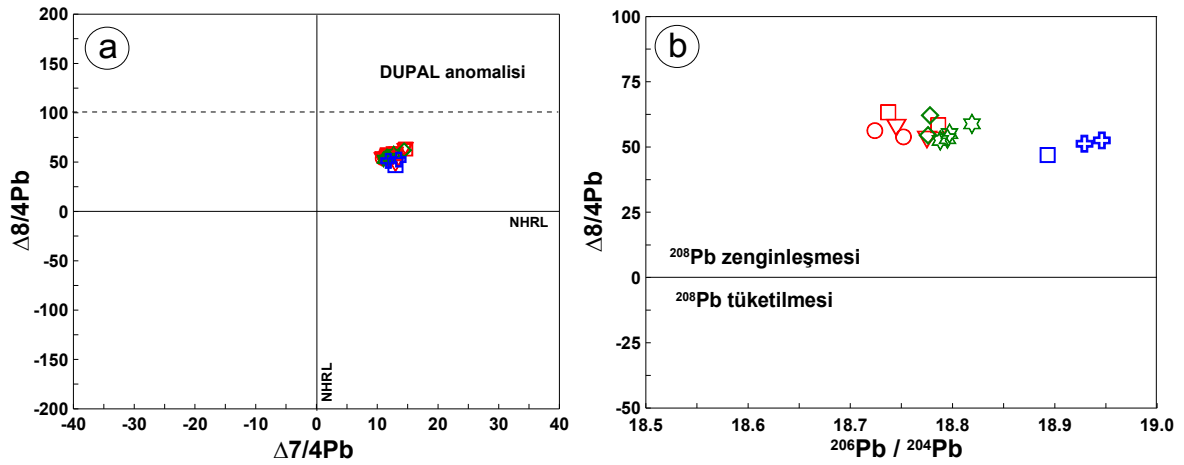 a
DUPAL anomalisi
NHRL
NHRL
200
150
100
50
0
-50
-100
-150
-200
-40
-30
-20
-10
0
10
20
30
40
Δ8/4Pb
Δ7/4Pb
b
²⁰⁸Pb zenginleşmesi
²⁰⁸Pb tüketilmesi
100
75
50
25
0
-25
-50
18.5
18.6
18.7
18.8
18.9
19.0
Δ8/4Pb
²⁰⁶Pb / ²⁰⁴Pb